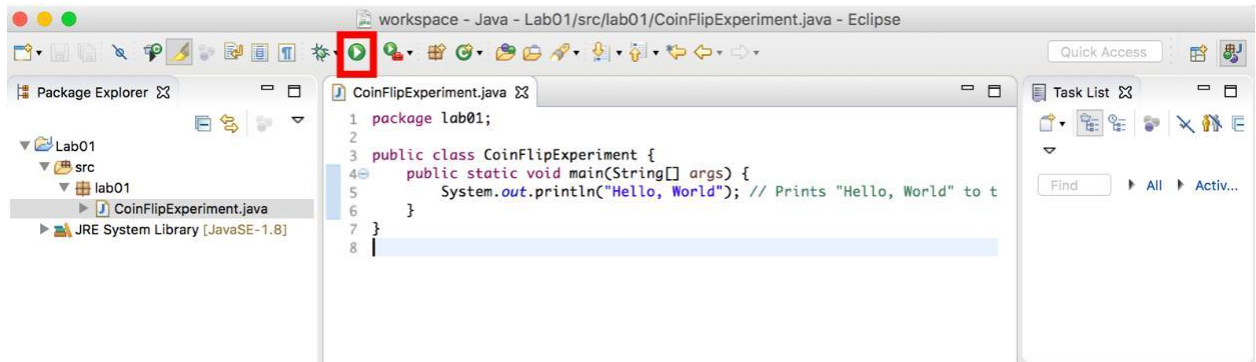 workspace - Java - Lab01/src/lab01/CoinFlipExperiment.java - Eclipse
Quick Access
Package Explorer
Lab01
src
lab01
CoinFlipExperiment.java
JRE System Library [JavaSE-1.8]
CoinFlipExperiment.java
1 package lab01;
2
3 public class CoinFlipExperiment {
4 public static void main(String[] args) {
5 System.out.println("Hello, World"); // Prints "Hello, World" to t
6 }
7 }
8
Task List
Find All Activ...